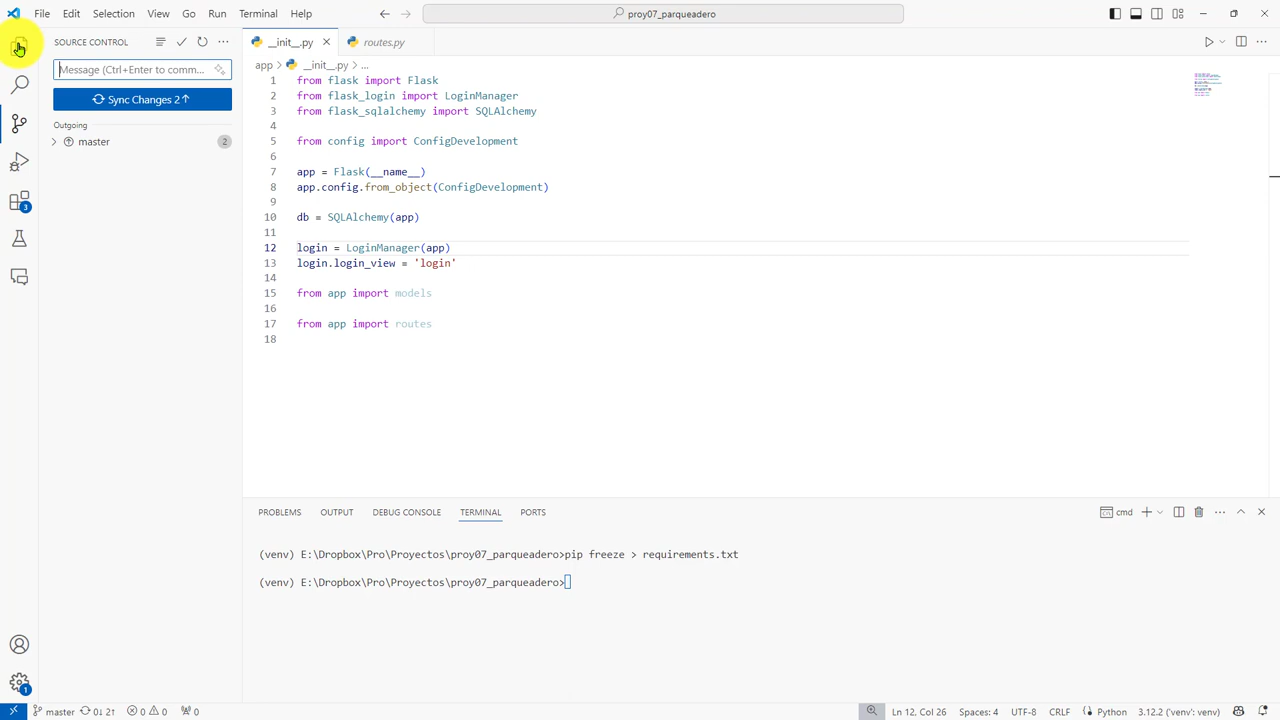 File Edit Selection View Go Run Terminal Help
proy07_parqueadero
SOURCE CONTROL
Message (Ctrl+Enter to comm...
Sync Changes 2↑
Outgoing
master
2
3
1
__init__.py
routes.py
app > __init__.py > ...
1 from flask import Flask
2 from flask_login import LoginManager
3 from flask_sqlalchemy import SQLAlchemy
4
5 from config import ConfigDevelopment
6
7 app = Flask(__name__)
8 app.config.from_object(ConfigDevelopment)
9
10 db = SQLAlchemy(app)
11
12 login = LoginManager(app)
13 login.login_view = 'login'
14
15 from app import models
16
17 from app import routes
18
PROBLEMS OUTPUT DEBUG CONSOLE TERMINAL PORTS
cmd
(venv) E:\Dropbox\Pro\Proyectos\proy07_parqueadero>pip freeze > requirements.txt
(venv) E:\Dropbox\Pro\Proyectos\proy07_parqueadero>
master 0↓ 2↑ 0 0 0
Ln 12, Col 26 Spaces: 4 UTF-8 CRLF Python 3.12.2 ('venv': venv)